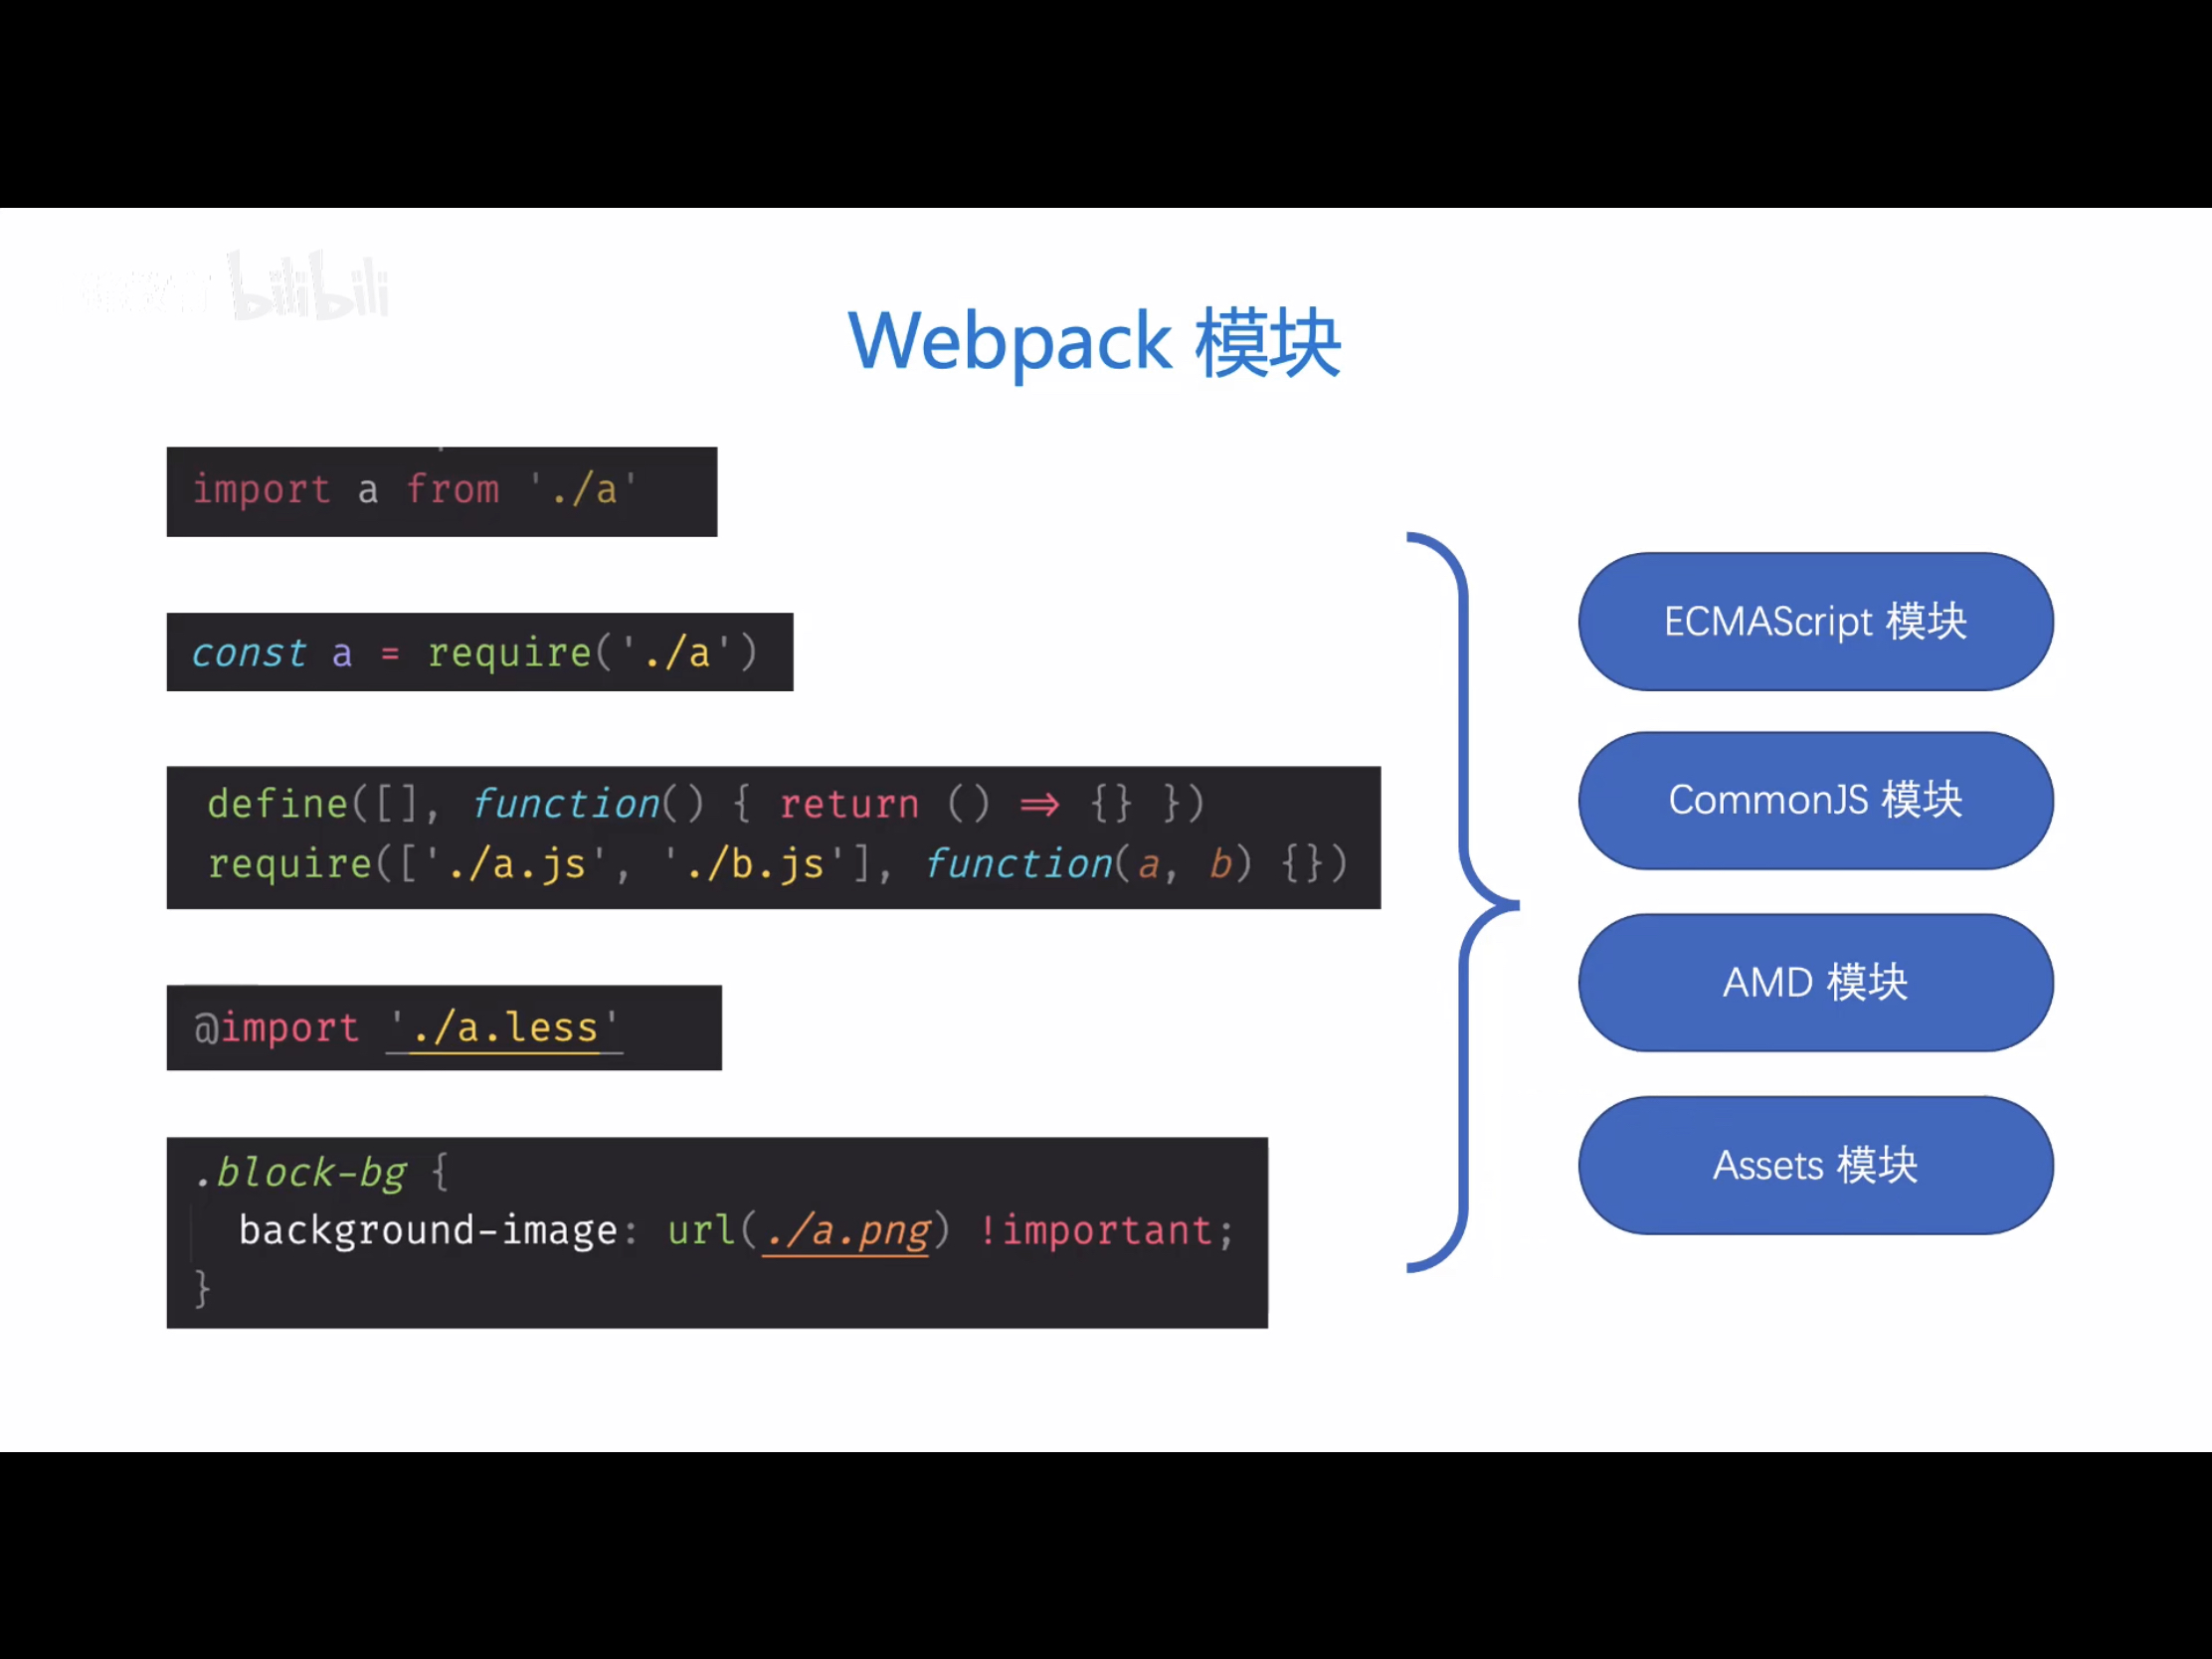 bilibili
Webpack 模块
import a from './a'
const a = require('./a')
define([], function() { return () => {} })
require(['./a.js', './b.js'], function(a, b) {})
@import './a.less'
.block-bg {
background-image: url(./a.png) !important;
}
ECMAScript 模块
CommonJS 模块
AMD 模块
Assets 模块